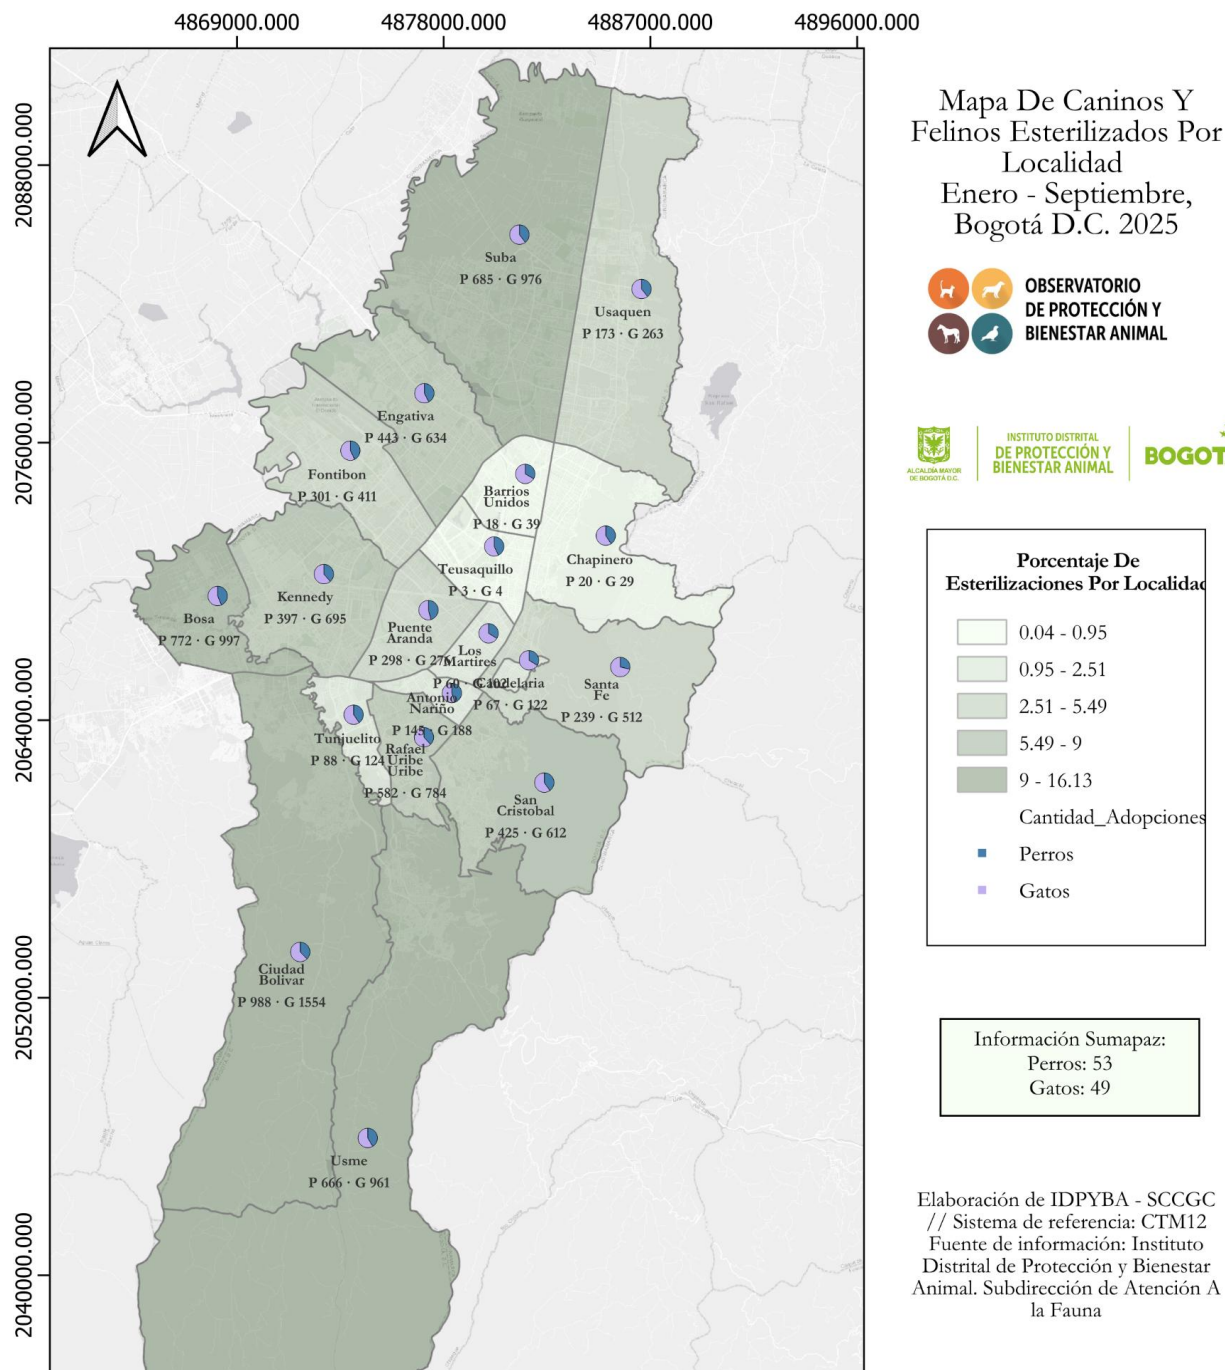 4869000.000
4878000.000
4887000.000
4896000.000
2088000.000
2076000.000
2064000.000
2052000.000
2040000.000
Suba
P 685 · G 976
Usaquen
P 173 · G 263
Engativa
P 443 · G 634
Fontibon
P 301 · G 411
Barrios
Unidos
P 18 · G 39
Teusaquillo
P 3 · G 4
Chapinero
P 20 · G 29
Kennedy
P 397 · G 695
Bosa
P 772 · G 997
Puente
Aranda
P 298 · G
Los
Martires
P 60 · G 102
Candelaria
P 67 · G 122
Santa
Fe
P 239 · G 512
Antonio
Nariño
P 145 · G 188
Tunjuelito
P 88 · G 124
Rafael
Uribe
Uribe
P 582 · G 784
San
Cristobal
P 425 · G 612
Ciudad
Bolivar
P 988 · G 1554
Usme
P 666 · G 961
Mapa De Caninos Y
Felinos Esterilizados Por
Localidad
Enero - Septiembre,
Bogotá D.C. 2025
OBSERVATORIO
DE PROTECCIÓN Y
BIENESTAR ANIMAL
ALCALDÍA MAYOR
DE BOGOTÁ D.C.
INSTITUTO DISTRITAL
DE PROTECCIÓN Y
BIENESTAR ANIMAL
BOGOT
Porcentaje De
Esterilizaciones Por Localidad
0.04 - 0.95
0.95 - 2.51
2.51 - 5.49
5.49 - 9
9 - 16.13
Cantidad_Adopciones
Perros
Gatos
Información Sumapaz:
Perros: 53
Gatos: 49
Elaboración de IDPYBA - SCCGC
// Sistema de referencia: CTM12
Fuente de información: Instituto
Distrital de Protección y Bienestar
Animal. Subdirección de Atención A
la Fauna